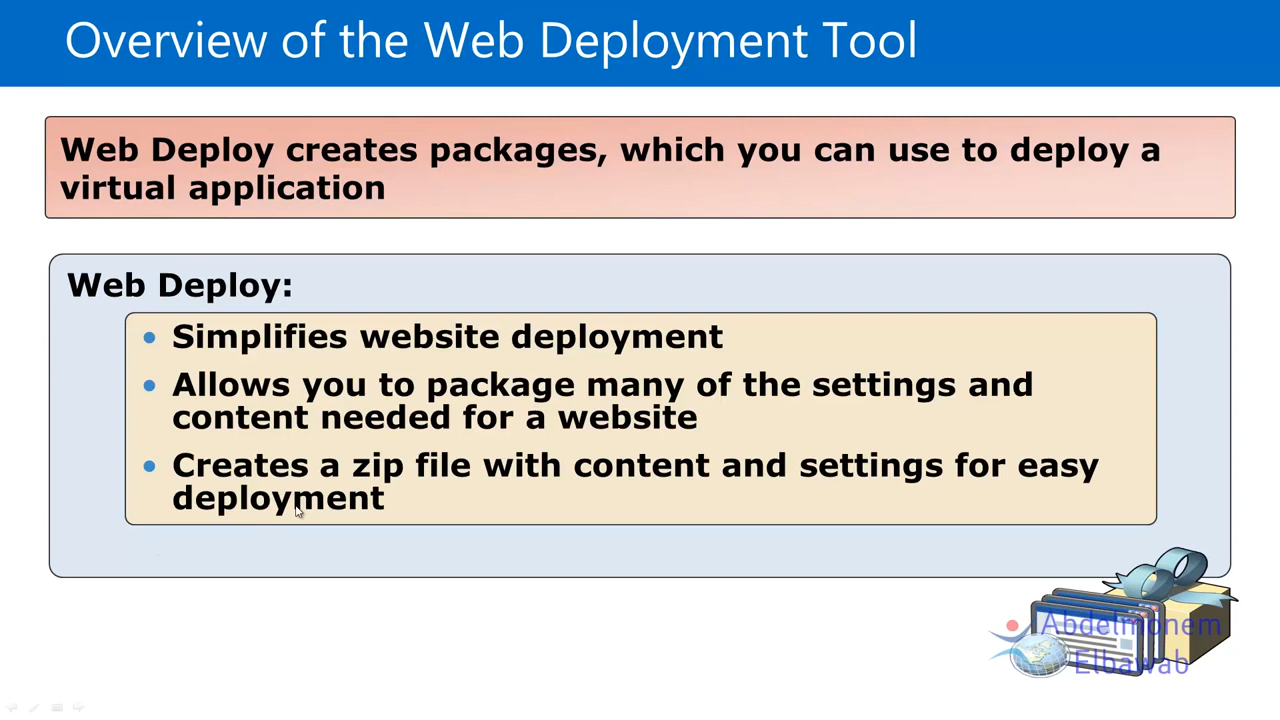 Overview of the Web Deployment Tool
Web Deploy creates packages, which you can use to deploy a
virtual application
Web Deploy:
• Simplifies website deployment
• Allows you to package many of the settings and
content needed for a website
• Creates a zip file with content and settings for easy
deployment
Abdelmonem
Elbawab